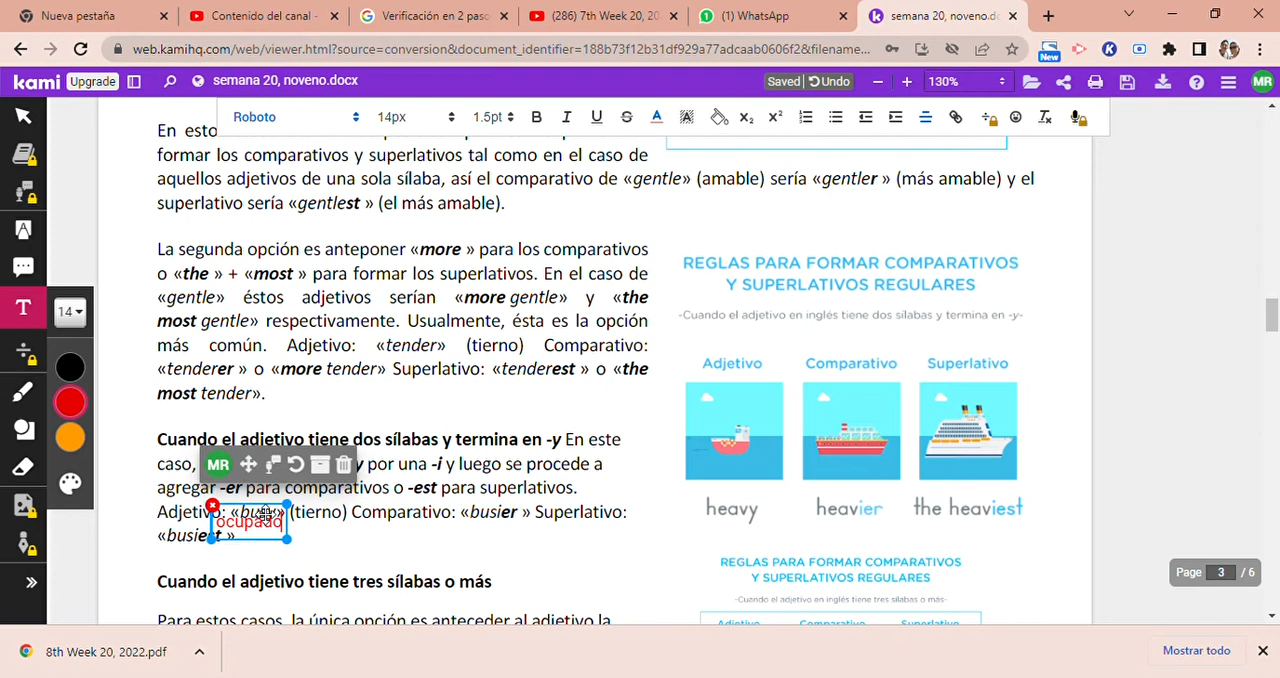 Nueva pestaña
Contenido del canal -
Verificación en 2 paso
(286) 7th Week 20, 20
(1) WhatsApp
semana 20, noveno.do
web.kamihq.com/web/viewer.html?source=conversion&document_identifier=188b73f12b31df929a77adcaab0606f2&filename...
New
kami
Upgrade
semana 20, noveno.docx
Saved
Undo
130%
MR
Roboto
14px
1.5pt
B
I
U
En esto
formar los comparativos y superlativos tal como en el caso de
aquellos adjetivos de una sola sílaba, así el comparativo de «gentle» (amable) sería «gentler » (más amable) y el
superlativo sería «gentlest » (el más amable).
La segunda opción es anteponer «more » para los comparativos
o «the » + «most » para formar los superlativos. En el caso de
«gentle» éstos adjetivos serían «more gentle» y «the
most gentle» respectivamente. Usualmente, ésta es la opción
más común. Adjetivo: «tender» (tierno) Comparativo:
«tenderer » o «more tender» Superlativo: «tenderest » o «the
most tender».
Cuando el adjetivo tiene dos sílabas y termina en -y En este
caso, y por una -i y luego se procede a
agregar -er para comparativos o -est para superlativos.
Adjetivo: «busy» (tierno) Comparativo: «busier » Superlativo:
«busiest »
MR
ocupado
Cuando el adjetivo tiene tres sílabas o más
Para estos casos, la única opción es anteceder al adjetivo la
REGLAS PARA FORMAR COMPARATIVOS
Y SUPERLATIVOS REGULARES
-Cuando el adjetivo en inglés tiene dos sílabas y termina en -y-
Adjetivo
Comparativo
Superlativo
heavy
heavier
the heaviest
REGLAS PARA FORMAR COMPARATIVOS
Y SUPERLATIVOS REGULARES
-Cuando el adjetivo en inglés tiene tres sílabas o más-
Adjetivo
Comparativo
Superlativo
T
14
Page 3 / 6
8th Week 20, 2022.pdf
Mostrar todo